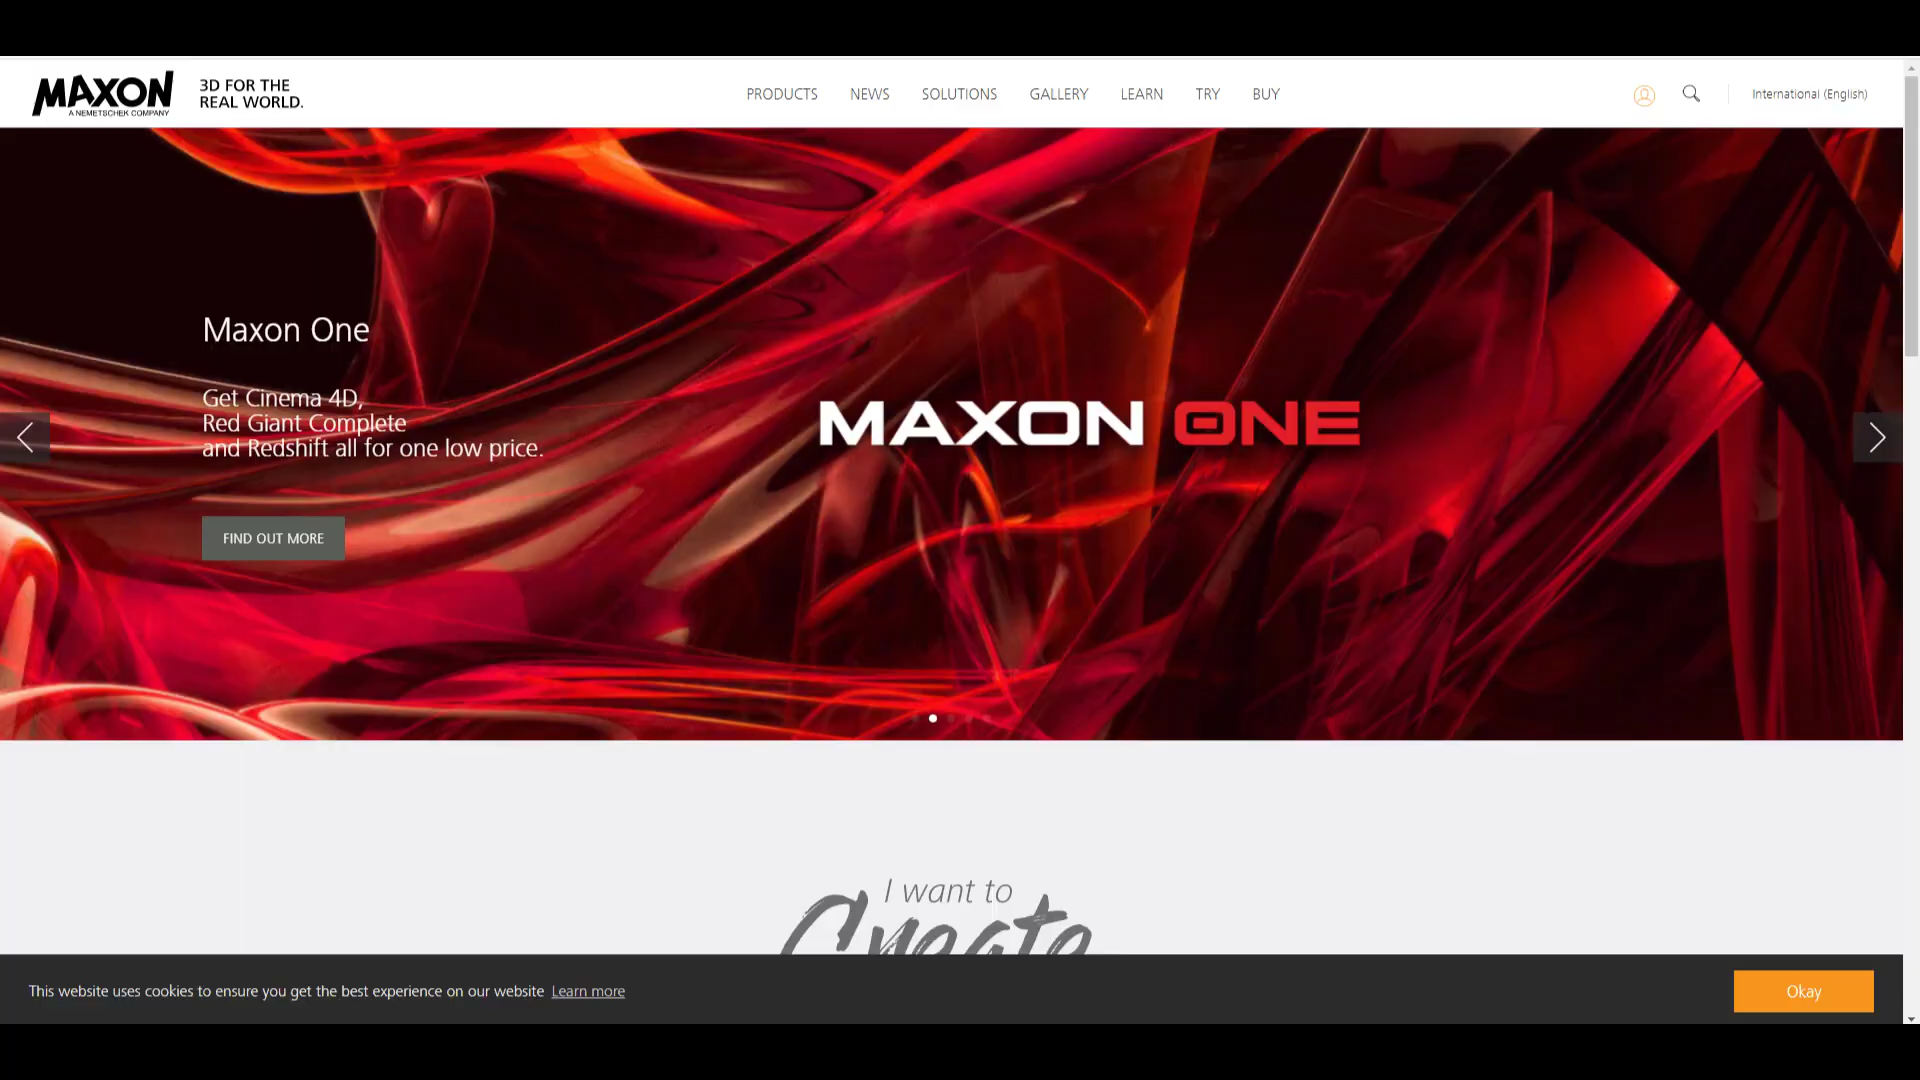 MAXON
A NEMETSCHEK COMPANY
3D FOR THE
REAL WORLD.
PRODUCTS NEWS SOLUTIONS GALLERY LEARN TRY BUY
International (English)
Maxon One
Get Cinema 4D,
Red Giant Complete
and Redshift all for one low price.
FIND OUT MORE
MAXON ONE
I want to
Create
This website uses cookies to ensure you get the best experience on our website Learn more
Okay